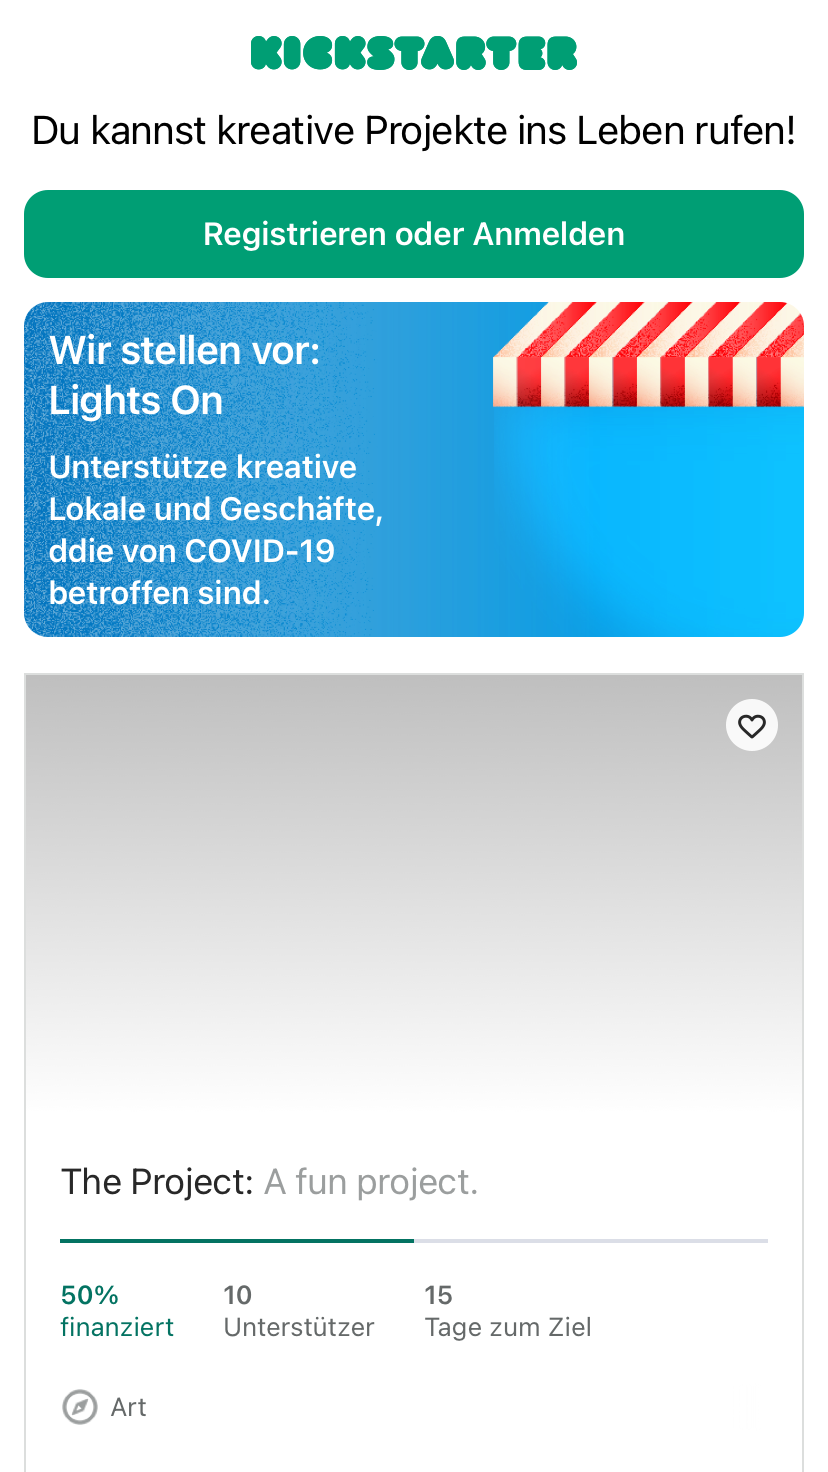 KICKSTARTER
Du kannst kreative Projekte ins Leben rufen!
Registrieren oder Anmelden
Wir stellen vor:
Lights On
Unterstütze kreative
Lokale und Geschäfte,
ddie von COVID-19
betroffen sind.
The Project: A fun project.
50% 10 15
finanziert Unterstützer Tage zum Ziel
Art